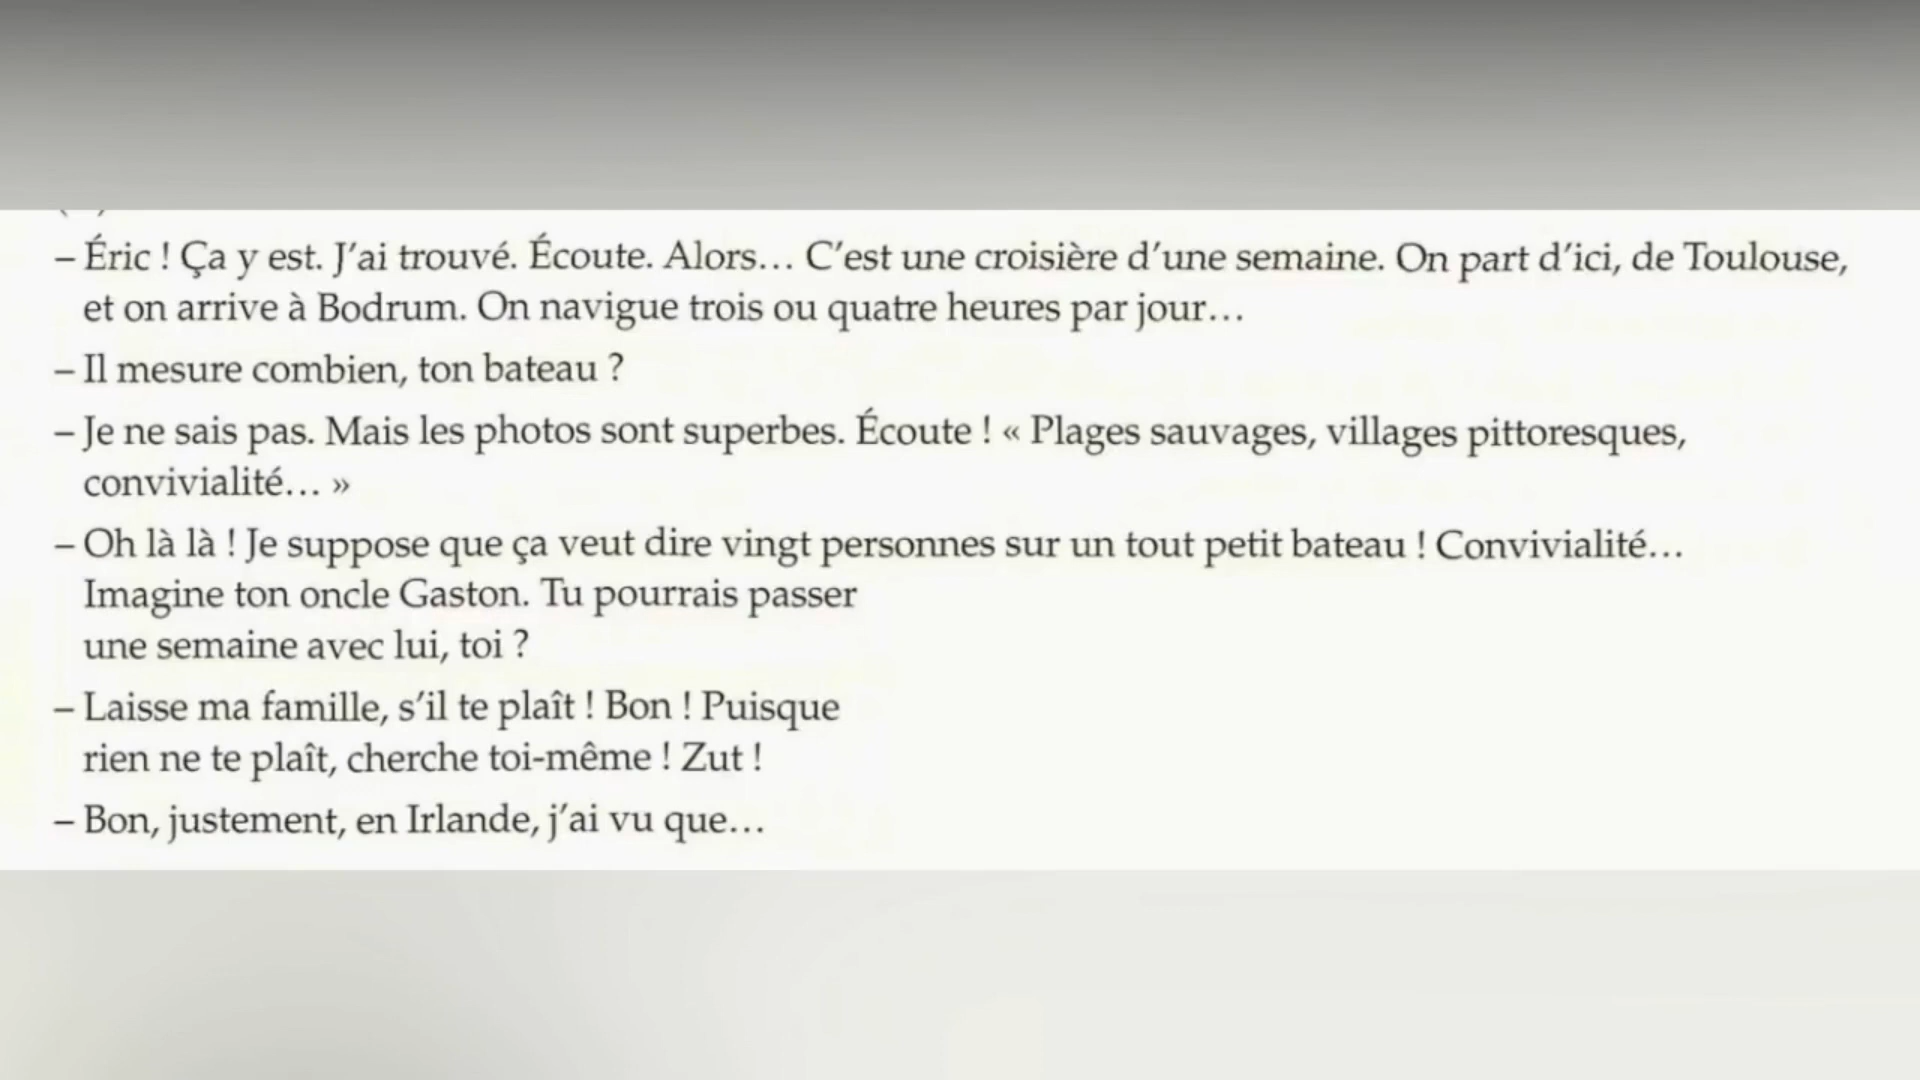 – Éric ! Ça y est. J’ai trouvé. Écoute. Alors… C’est une croisière d’une semaine. On part d’ici, de Toulouse,
et on arrive à Bodrum. On navigue trois ou quatre heures par jour…
– Il mesure combien, ton bateau ?
– Je ne sais pas. Mais les photos sont superbes. Écoute ! « Plages sauvages, villages pittoresques,
convivialité… »
– Oh là là ! Je suppose que ça veut dire vingt personnes sur un tout petit bateau ! Convivialité…
Imagine ton oncle Gaston. Tu pourrais passer
une semaine avec lui, toi ?
– Laisse ma famille, s’il te plaît ! Bon ! Puisque
rien ne te plaît, cherche toi-même ! Zut !
– Bon, justement, en Irlande, j’ai vu que…